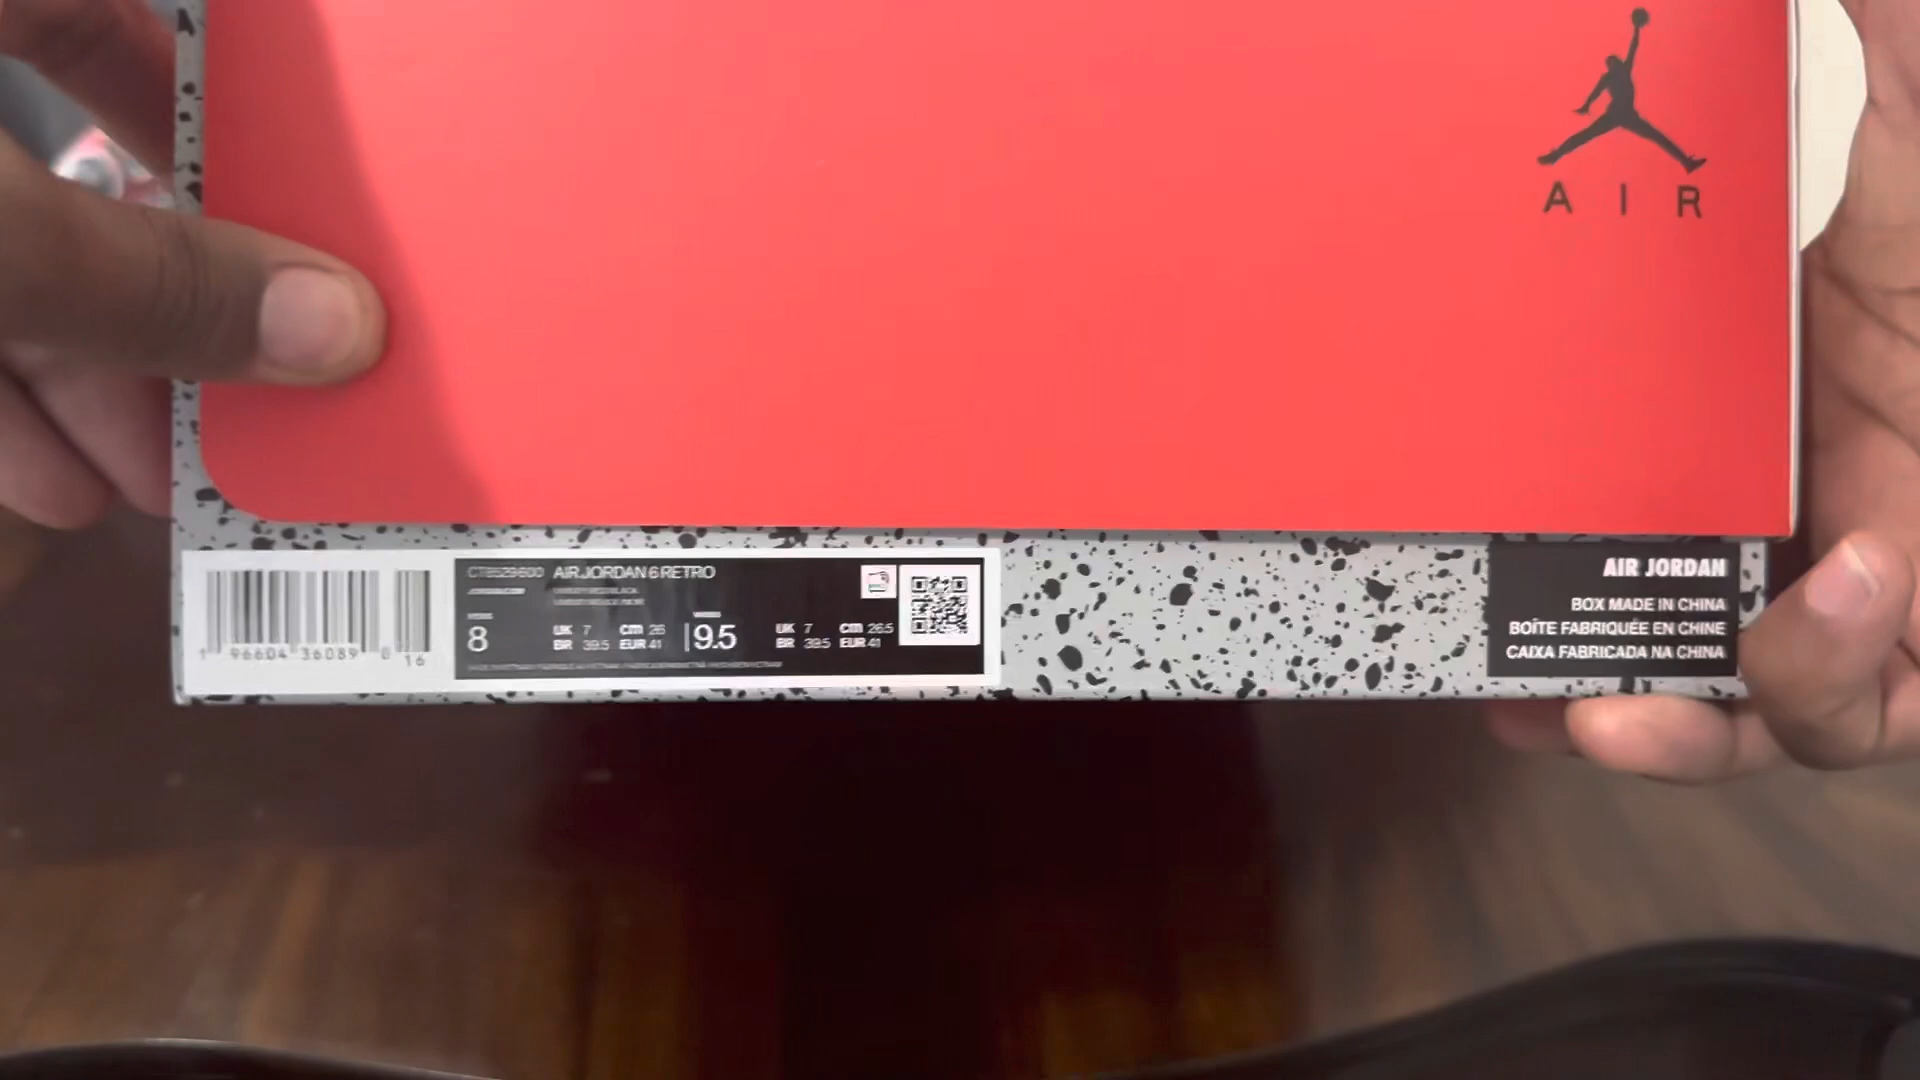 AIR
CT8529 600 AIR JORDAN 6 RETRO
8
UK 7 cm 26
BR 39.5 EUR 41
9.5
UK 7 cm 26.5
BR 39.5 EUR 41
1 96604 36089 0 16
AIR JORDAN
BOX MADE IN CHINA
BOÎTE FABRIQUÉE EN CHINE
CAIXA FABRICADA NA CHINA